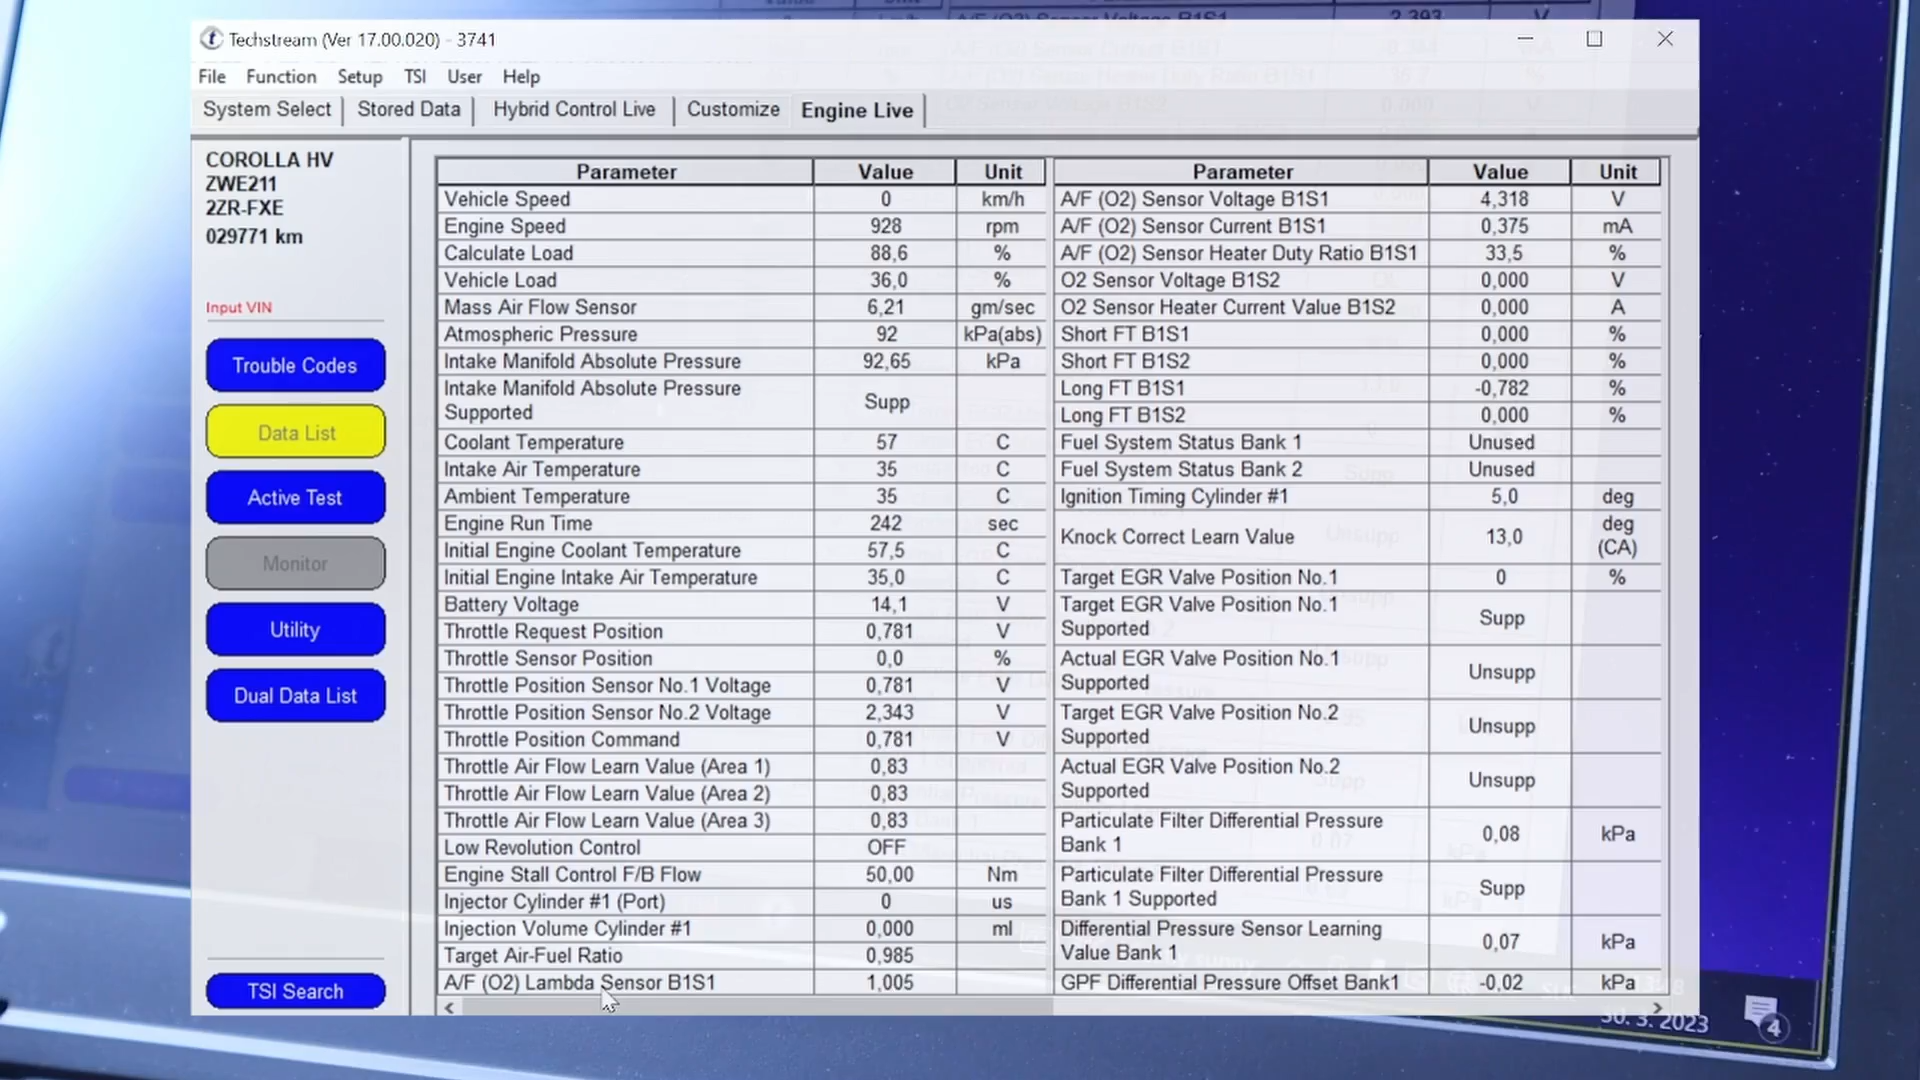 Techstream (Ver 17.00.020) - 3741
File Function Setup TSI User Help
System Select Stored Data Hybrid Control Live Customize Engine Live
COROLLA HV
ZWE211
2ZR-FXE
029771 km
Input VIN
Trouble Codes
Data List
Active Test
Monitor
Utility
Dual Data List
TSI Search
Parameter Value Unit
Vehicle Speed 0 km/h
Engine Speed 928 rpm
Calculate Load 88,6 %
Vehicle Load 36,0 %
Mass Air Flow Sensor 6,21 gm/sec
Atmospheric Pressure 92 kPa(abs)
Intake Manifold Absolute Pressure 92,65 kPa
Intake Manifold Absolute Pressure
Supported Supp
Coolant Temperature 57 C
Intake Air Temperature 35 C
Ambient Temperature 35 C
Engine Run Time 242 sec
Initial Engine Coolant Temperature 57,5 C
Initial Engine Intake Air Temperature 35,0 C
Battery Voltage 14,1 V
Throttle Request Position 0,781 V
Throttle Sensor Position 0,0 %
Throttle Position Sensor No.1 Voltage 0,781 V
Throttle Position Sensor No.2 Voltage 2,343 V
Throttle Position Command 0,781 V
Throttle Air Flow Learn Value (Area 1) 0,83
Throttle Air Flow Learn Value (Area 2) 0,83
Throttle Air Flow Learn Value (Area 3) 0,83
Low Revolution Control OFF
Engine Stall Control F/B Flow 50,00 Nm
Injector Cylinder #1 (Port) 0 us
Injection Volume Cylinder #1 0,000 ml
Target Air-Fuel Ratio 0,985
A/F (O2) Lambda Sensor B1S1 1,005
Parameter Value Unit
A/F (O2) Sensor Voltage B1S1 4,318 V
A/F (O2) Sensor Current B1S1 0,375 mA
A/F (O2) Sensor Heater Duty Ratio B1S1 33,5 %
O2 Sensor Voltage B1S2 0,000 V
O2 Sensor Heater Current Value B1S2 0,000 A
Short FT B1S1 0,000 %
Short FT B1S2 0,000 %
Long FT B1S1 -0,782 %
Long FT B1S2 0,000 %
Fuel System Status Bank 1 Unused
Fuel System Status Bank 2 Unused
Ignition Timing Cylinder #1 5,0 deg
Knock Correct Learn Value 13,0 deg
(CA)
Target EGR Valve Position No.1 0 %
Target EGR Valve Position No.1
Supported Supp
Actual EGR Valve Position No.1
Supported Unsupp
Target EGR Valve Position No.2
Supported Unsupp
Actual EGR Valve Position No.2
Supported Unsupp
Particulate Filter Differential Pressure
Bank 1 0,08 kPa
Particulate Filter Differential Pressure
Bank 1 Supported Supp
Differential Pressure Sensor Learning
Value Bank 1 0,07 kPa
GPF Differential Pressure Offset Bank1 -0,02 kPa
30. 3. 2023
4